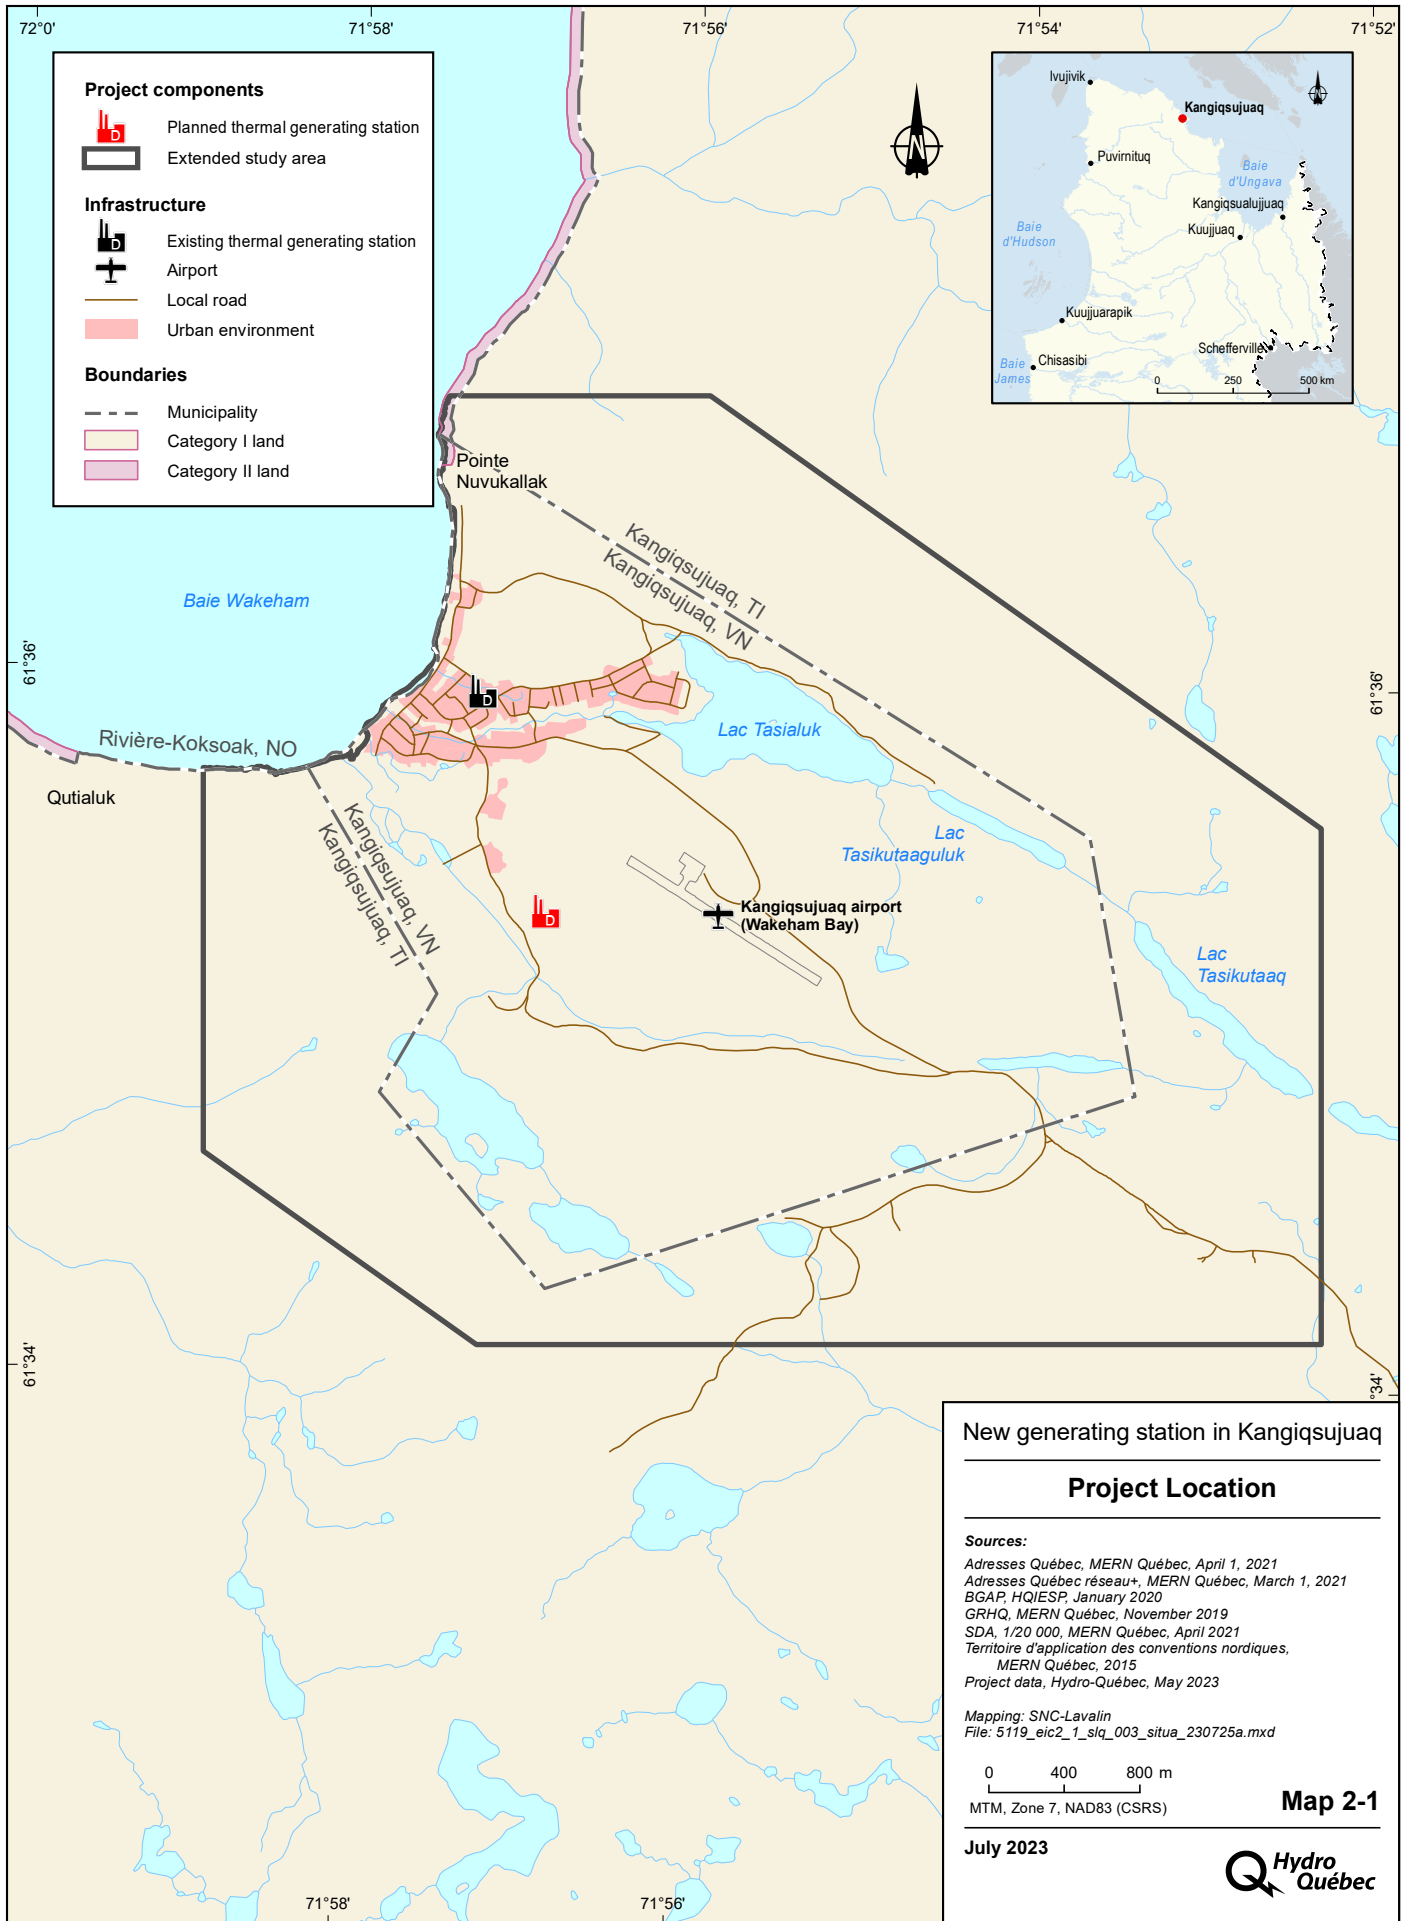 72°0'
71°58'
71°56'
71°54'
71°52'
Project components
D
Planned thermal generating station
Extended study area
Infrastructure
D
Existing thermal generating station
Airport
Local road
Urban environment
Boundaries
Municipality
Category I land
Category II land
N
Ivujivik
Kangiqsujuaq
Puvirnituq
Baie
d'Ungava
Kangiqsualujjuaq
Kuujjuaq
Baie
d'Hudson
Kuujjuarapik
Schefferville
Baie
James
Chisasibi
0 250 500 km
Pointe
Nuvukallak
Kangiqsujuaq, TI
Kangiqsujuaq, VN
Baie Wakeham
61°36'
61°36'
D
Lac Tasialuk
Rivière-Koksoak, NO
Qutialuk
Kangiqsujuaq, VN
Kangiqsujuaq, TI
Lac
Tasikutaaguluk
D
Kangiqsujuaq airport
(Wakeham Bay)
Lac
Tasikutaaq
61°34'
34'
New generating station in Kangiqsujuaq
Project Location
Sources:
Adresses Québec, MERN Québec, April 1, 2021
Adresses Québec réseau+, MERN Québec, March 1, 2021
BGAP, HQIESP, January 2020
GRHQ, MERN Québec, November 2019
SDA, 1/20 000, MERN Québec, April 2021
Territoire d'application des conventions nordiques,
MERN Québec, 2015
Project data, Hydro-Québec, May 2023
Mapping: SNC-Lavalin
File: 5119_eic2_1_slq_003_situa_230725a.mxd
0 400 800 m
MTM, Zone 7, NAD83 (CSRS)
Map 2-1
July 2023
Hydro
Québec
71°58'
71°56'